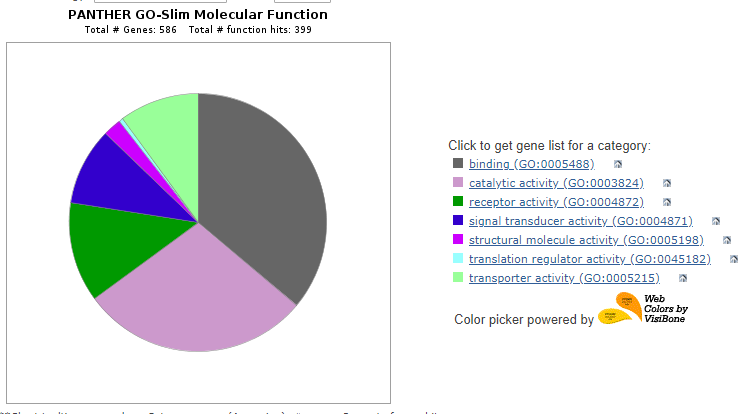 PANTHER GO-Slim Molecular Function
Total # Genes: 586 Total # function hits: 399
Click to get gene list for a category:
binding (GO:0005488)
catalytic activity (GO:0003824)
receptor activity (GO:0004872)
signal transducer activity (GO:0004871)
structural molecule activity (GO:0005198)
translation regulator activity (GO:0045182)
transporter activity (GO:0005215)
Color picker powered by
Web
Colors by
VisiBone